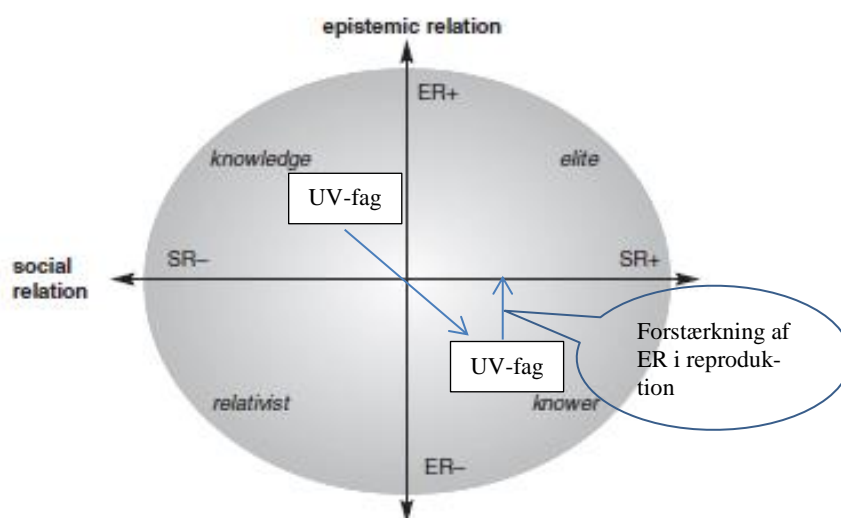 epistemic relation
ER+
knowledge
elite
UV-fag
SR–
SR+
social
relation
Forstærkning af
ER i reproduk-
tion
UV-fag
relativist
knower
ER–